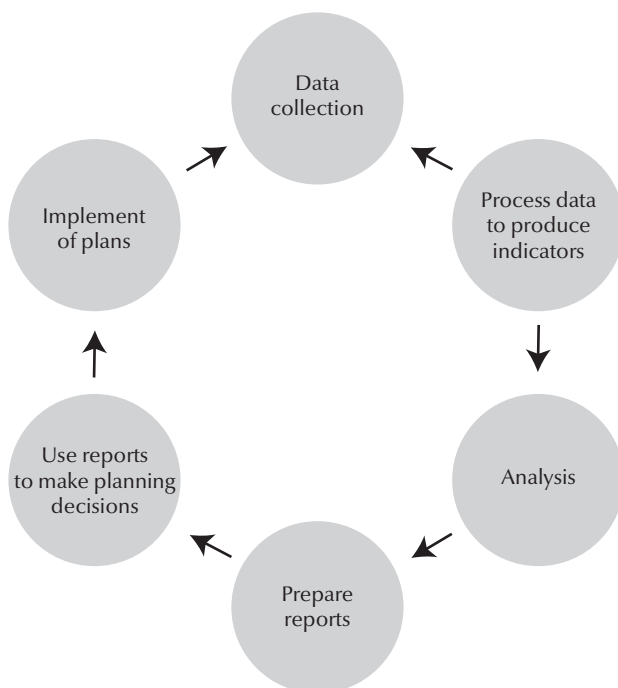 Data
collection
Process data
to produce
indicators
Analysis
Prepare
reports
Use reports
to make planning
decisions
Implement
of plans